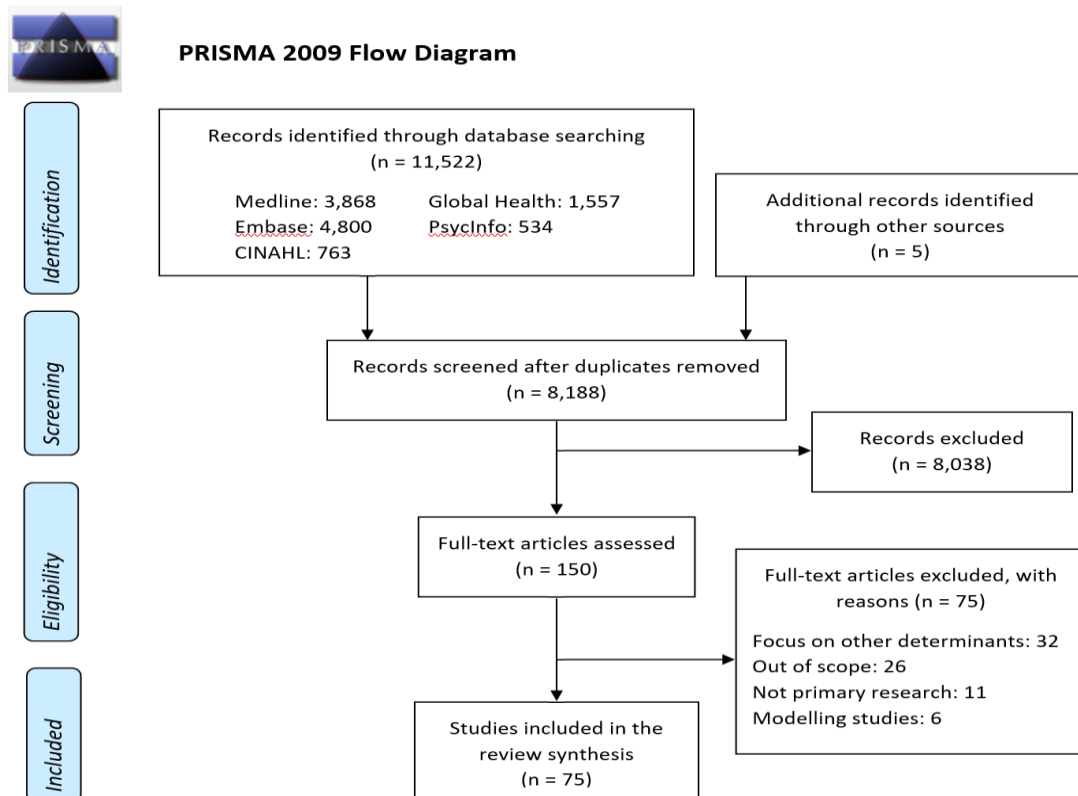 PRISMA
PRISMA 2009 Flow Diagram
Identification
Records identified through database searching
(n = 11,522)
Medline: 3,868 Global Health: 1,557
Embase: 4,800 PsycInfo: 534
CINAHL: 763
Additional records identified
through other sources
(n = 5)
Screening
Records screened after duplicates removed
(n = 8,188)
Records excluded
(n = 8,038)
Eligibility
Full-text articles assessed
(n = 150)
Full-text articles excluded, with
reasons (n = 75)
Focus on other determinants: 32
Out of scope: 26
Not primary research: 11
Modelling studies: 6
Included
Studies included in the
review synthesis
(n = 75)